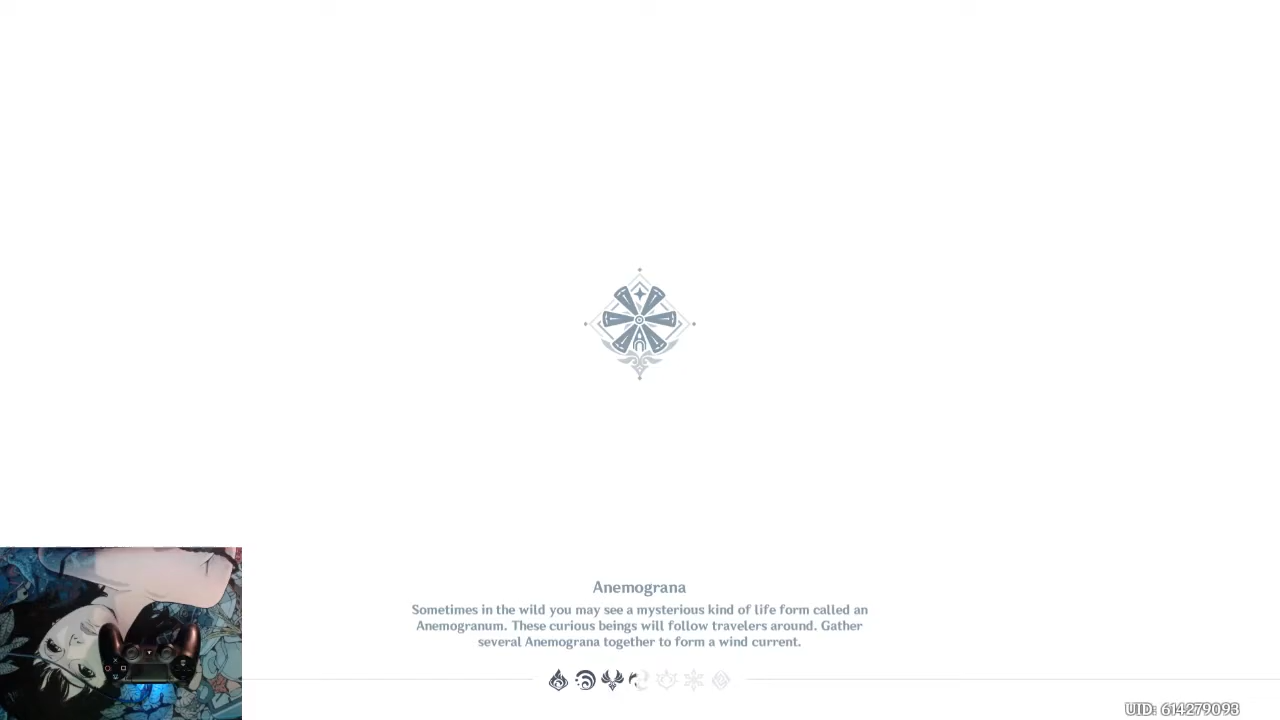 Anemograna
Sometimes in the wild you may see a mysterious kind of life form called an
Anemogranum. These curious beings will follow travelers around. Gather
several Anemograna together to form a wind current.
UID: 614279093